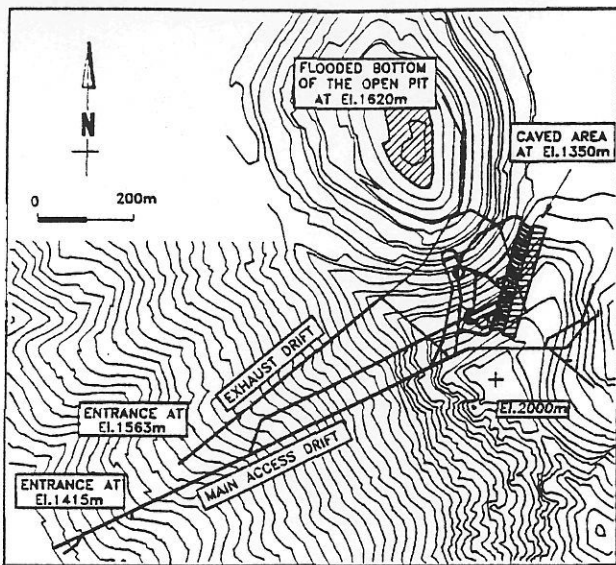 FLOODED BOTTOM
OF THE OPEN PIT
AT El.1620m
CAVED AREA
AT El.1350m
N
0 200m
EXHAUST DRIFT
ENTRANCE AT
El.1563m
El.2000m
MAIN ACCESS DRIFT
ENTRANCE AT
El.1415m